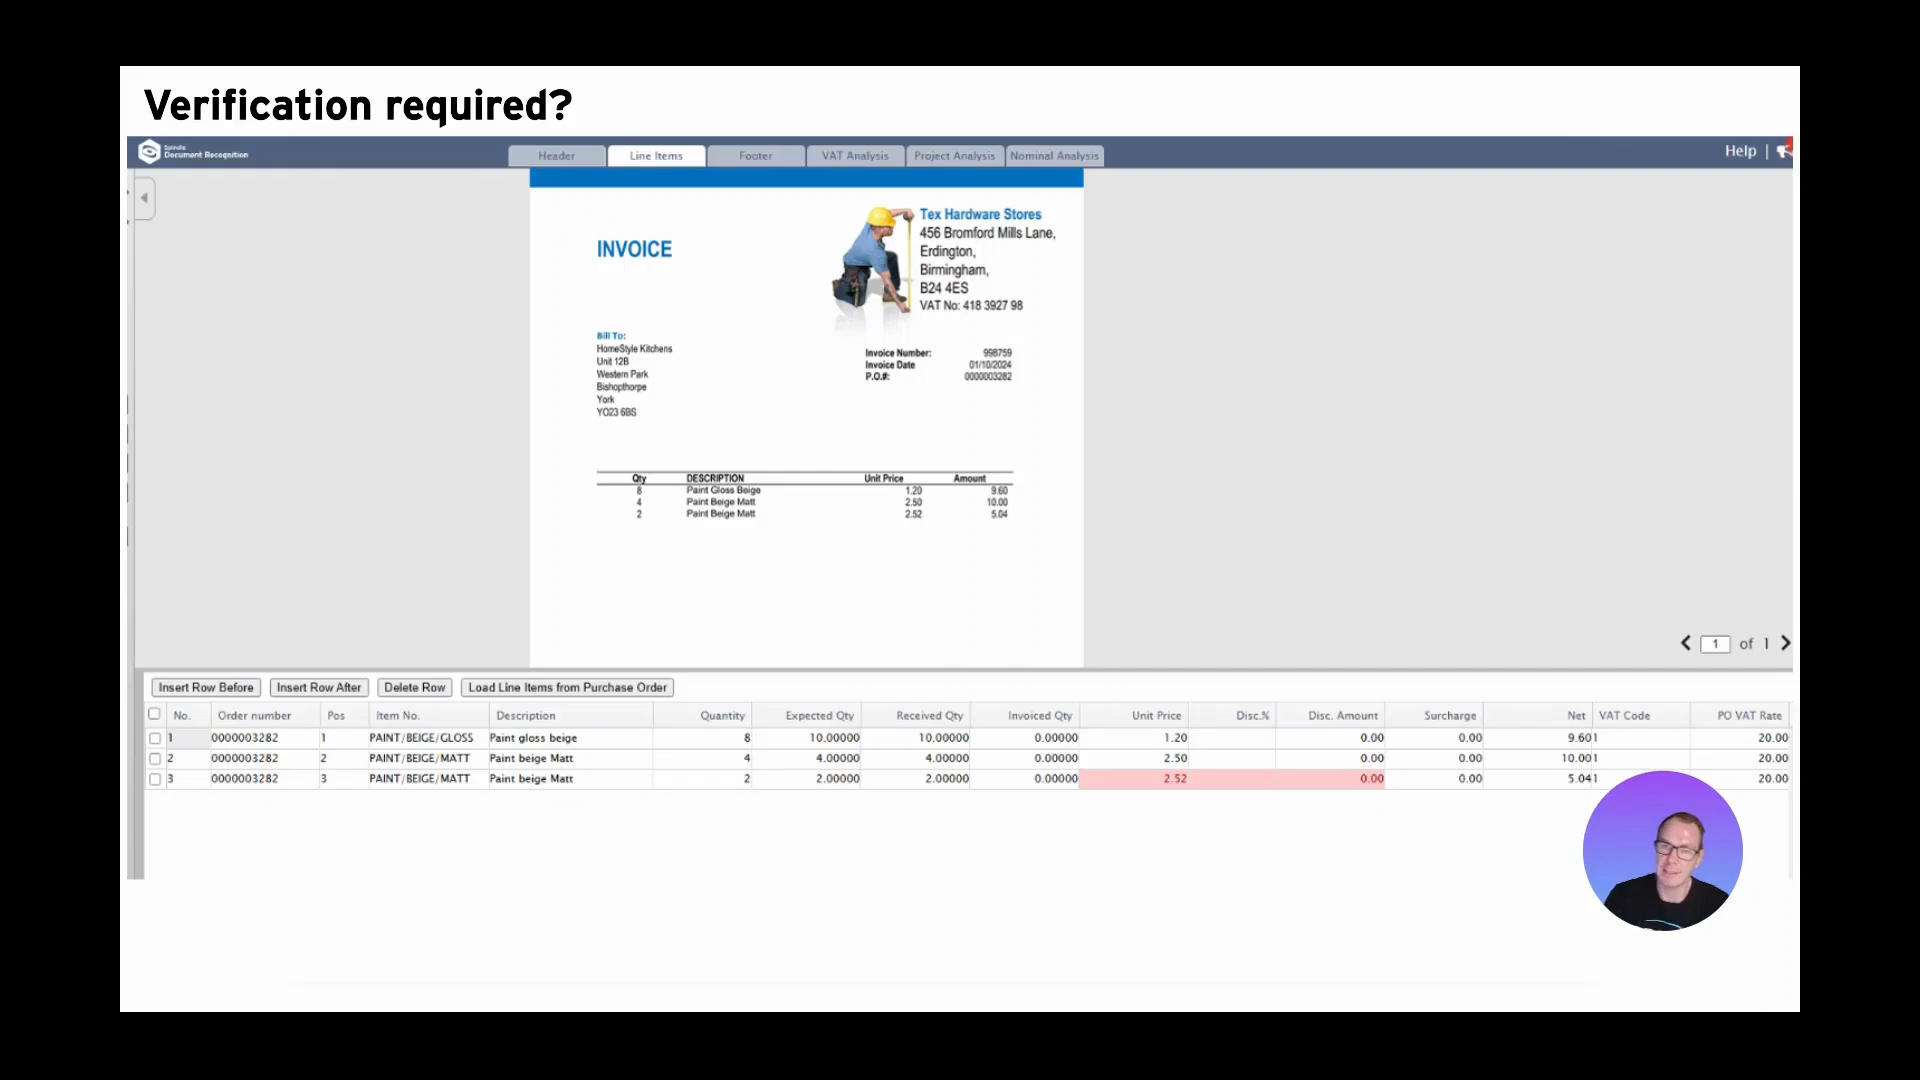 Verification required?
Spindle
Document Recognition
Header Line Items Footer VAT Analysis Project Analysis Nominal Analysis
Help |
INVOICE
Tex Hardware Stores
456 Bromford Mills Lane,
Erdington,
Birmingham,
B24 4ES
VAT No: 418 3927 98
Bill To:
HomeStyle Kitchens
Unit 12B
Western Park
Bishopthorpe
York
YO23 6BS
Invoice Number: 998759
Invoice Date 01/10/2024
P.O.#: 0000003282
Qty DESCRIPTION Unit Price Amount
8 Paint Gloss Beige 1.20 9.60
4 Paint Beige Matt 2.50 10.00
2 Paint Beige Matt 2.52 5.04
1 of 1
Insert Row Before Insert Row After Delete Row Load Line Items from Purchase Order
No. Order number Pos Item No. Description Quantity Expected Qty Received Qty Invoiced Qty Unit Price Disc.% Disc. Amount Surcharge Net VAT Code PO VAT Rate
1 0000003282 1 PAINT/BEIGE/GLOSS Paint gloss beige 8 10.00000 10.00000 0.00000 1.20 0.00 0.00 9.60 1 20.00
2 0000003282 2 PAINT/BEIGE/MATT Paint beige Matt 4 4.00000 4.00000 0.00000 2.50 0.00 0.00 10.00 1 20.00
3 0000003282 3 PAINT/BEIGE/MATT Paint beige Matt 2 2.00000 2.00000 0.00000 2.52 0.00 0.00 5.04 1 20.00